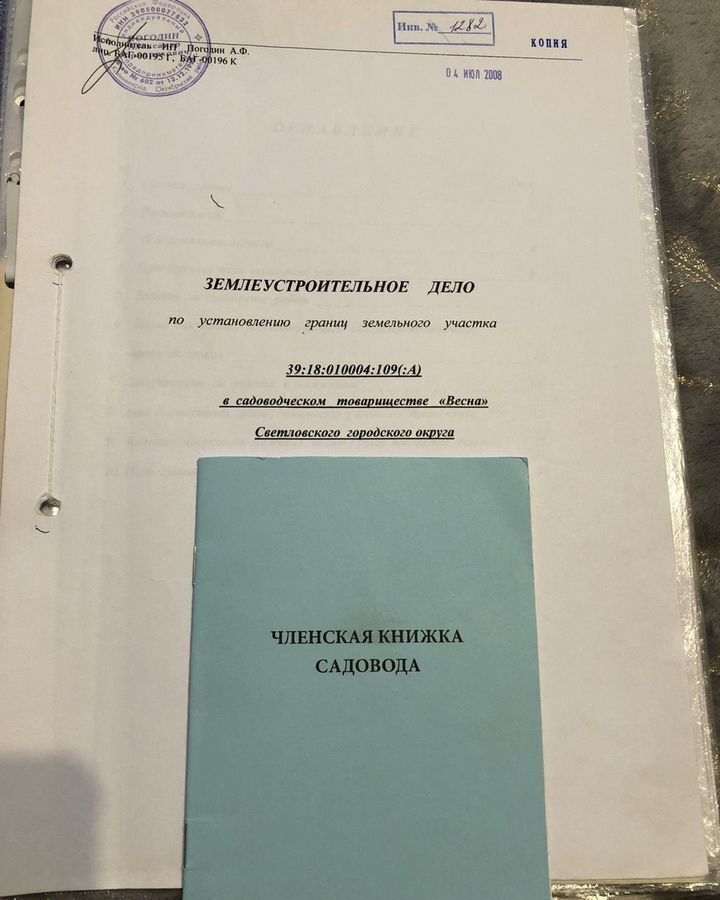 Инв. № 1282
КОПИЯ
Исполнитель ИП Погодин А.Ф.
лиц. БАГ-00195 Г, БАГ-00196 К
04 ИЮЛ 2008
ЗЕМЛЕУСТРОИТЕЛЬНОЕ ДЕЛО
по установлению границ земельного участка
39:18:010004:109(:А)
в садоводческом товариществе «Весна»
Светловского городского округа
ЧЛЕНСКАЯ КНИЖКА
САДОВОДА